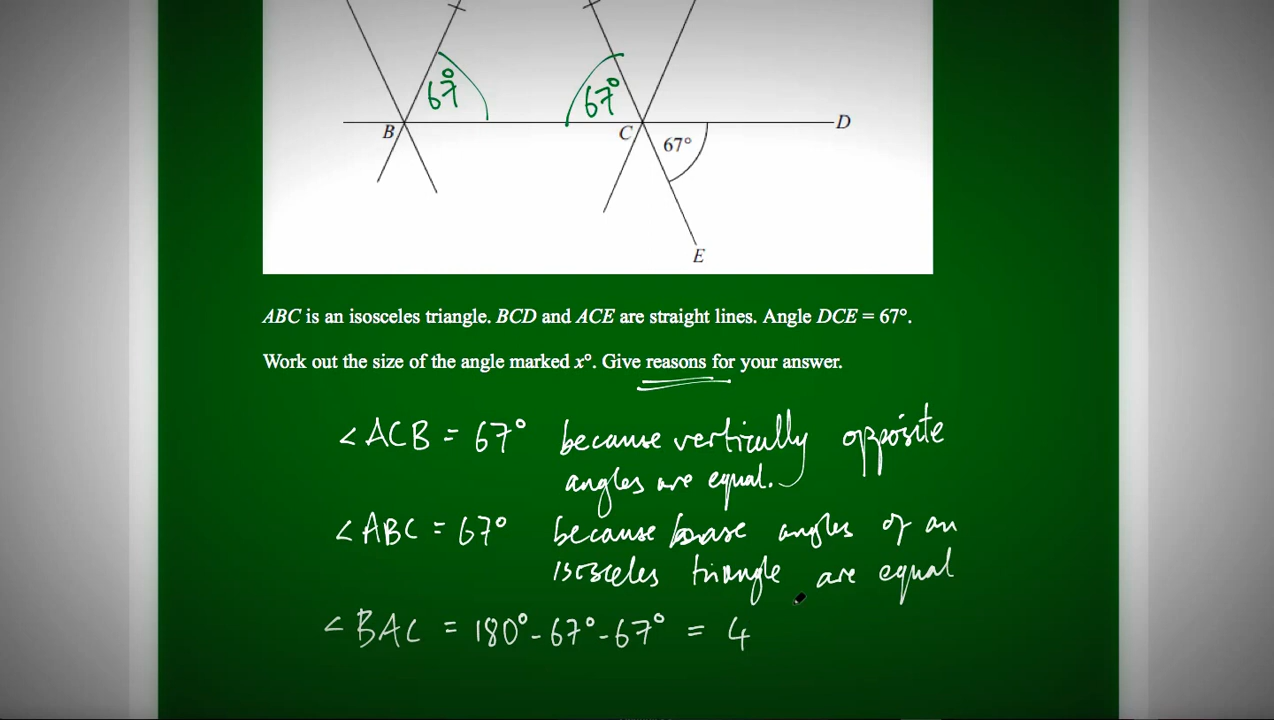 67°
67°
B
C
D
67°
E
ABC is an isosceles triangle. BCD and ACE are straight lines. Angle DCE = 67°.
Work out the size of the angle marked x°. Give reasons for your answer.
∠ACB = 67° because vertically opposite
angles are equal.
∠ABC = 67° because base angles of an
isosceles triangle are equal
∠BAC = 180° - 67° - 67° = 4